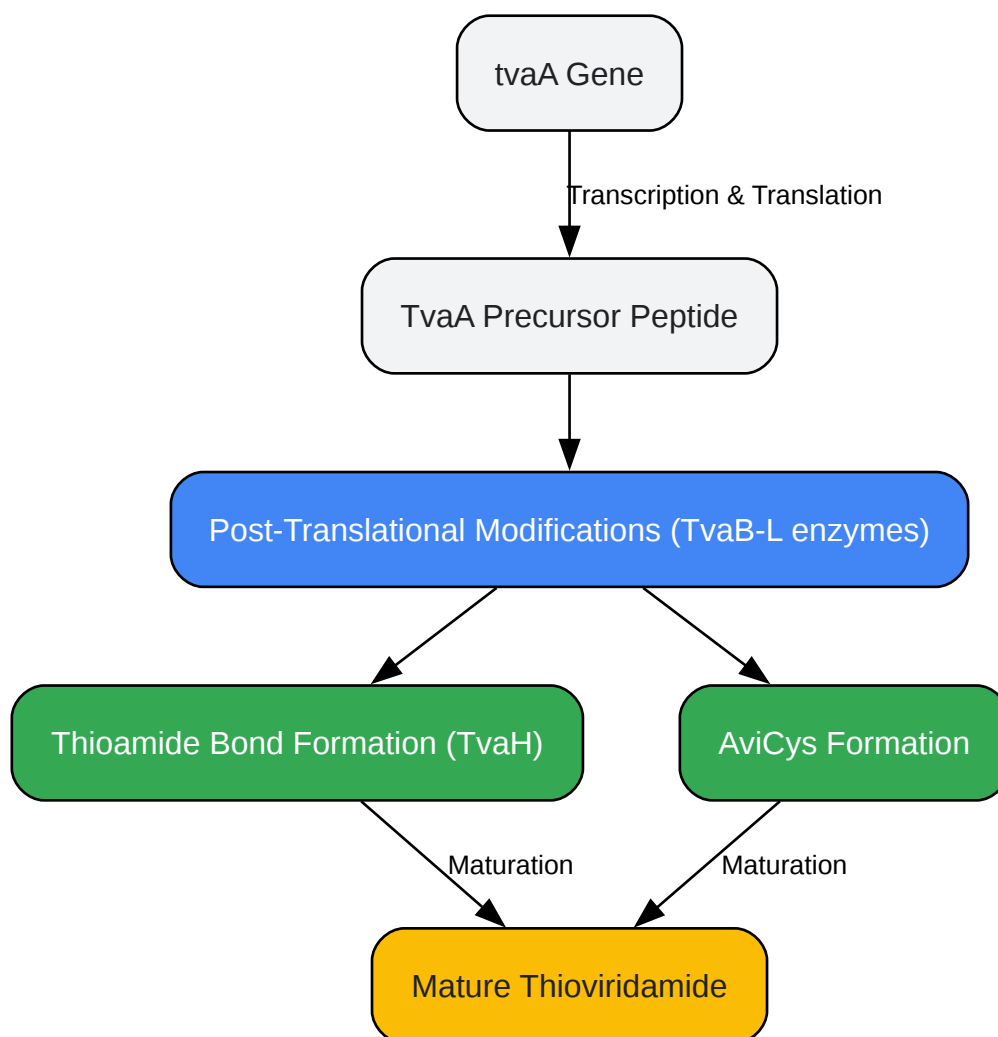 tvaA Gene
Transcription & Translation
TvaA Precursor Peptide
Post-Translational Modifications (TvaB-L enzymes)
Thioamide Bond Formation (TvaH)
AviCys Formation
Maturation
Maturation
Mature Thioviridamide